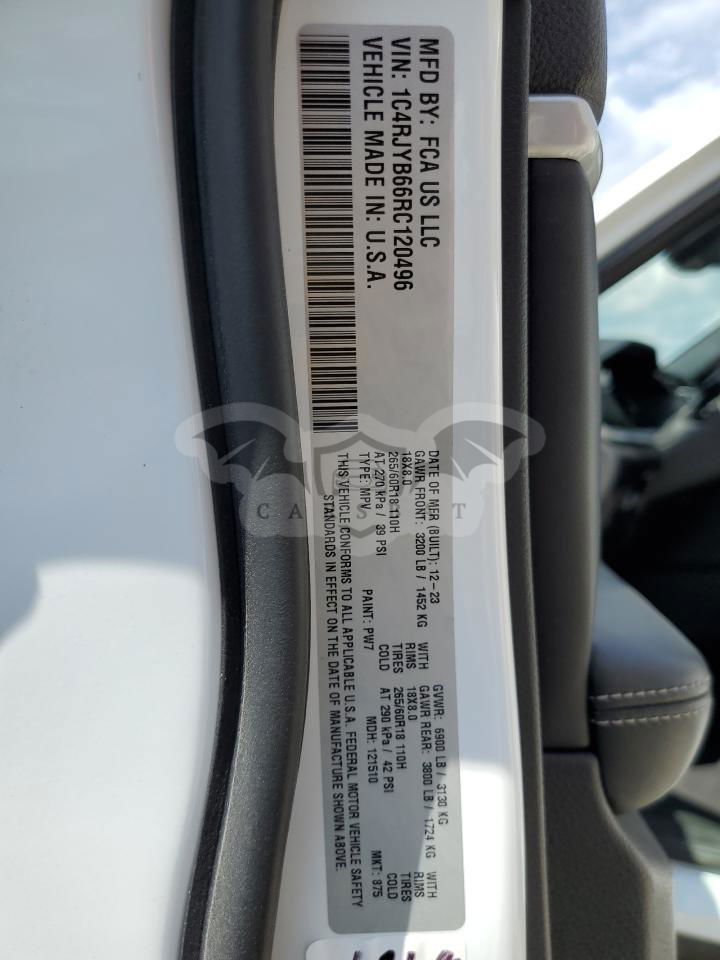 MFD BY: FCA US LLC
VIN: 1C4RJYB66RC120496
VEHICLE MADE IN: U.S.A.
DATE OF MFR (BUILT): 12-23 GVWR: 6900 LB / 3130 KG
GAWR FRONT: 3200 LB / 1452 KG WITH GAWR REAR: 3800 LB / 1724 KG WITH
18X8.0 RIMS 18X8.0 RIMS
265/60R18 110H TIRES 265/60R18 110H TIRES
AT 270 kPa / 39 PSI COLD AT 290 kPa / 42 PSI COLD
TYPE: MPV PAINT: PW7 MDH: 121510 MKT: 875
THIS VEHICLE CONFORMS TO ALL APPLICABLE U.S.A. FEDERAL MOTOR VEHICLE SAFETY
STANDARDS IN EFFECT ON THE DATE OF MANUFACTURE SHOWN ABOVE.